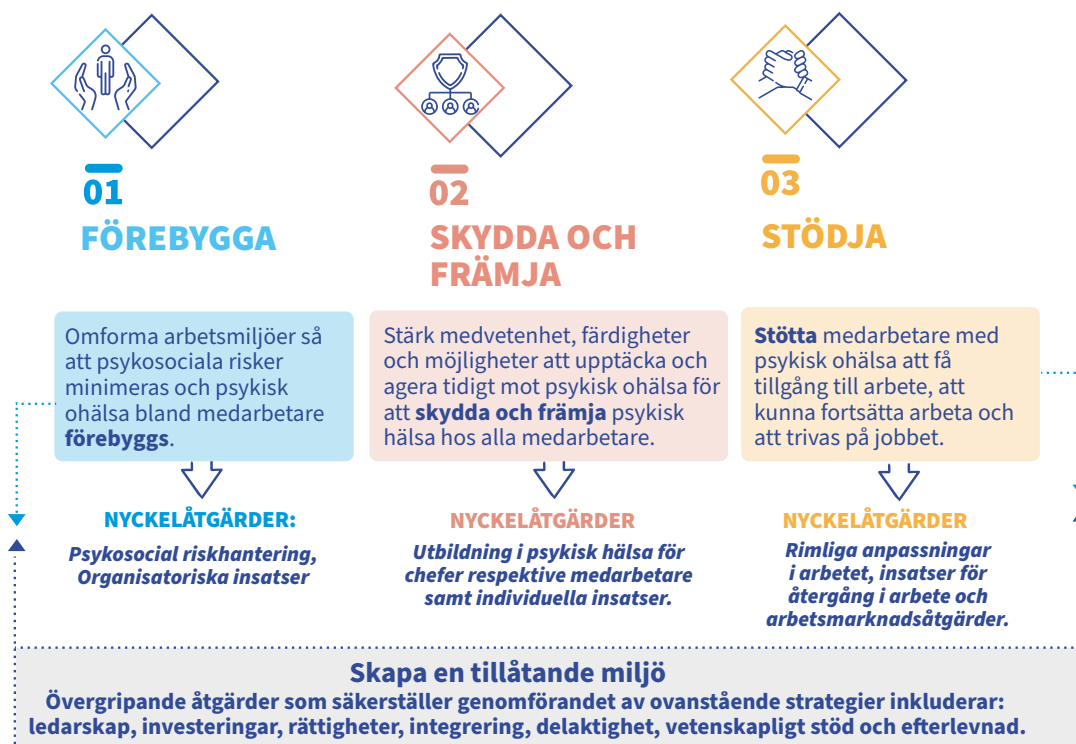 01
FÖREBYGGA
Omforma arbetsmiljöer så
att psykosociala risker
minimeras och psykisk
ohälsa bland medarbetare
förebyggs.
NYCKELÅTGÄRDER:
Psykosocial riskhantering,
Organisatoriska insatser
02
SKYDDA OCH
FRÄMJA
Stärk medvetenhet, färdigheter
och möjligheter att upptäcka och
agera tidigt mot psykisk ohälsa för
att skydda och främja psykisk
hälsa hos alla medarbetare.
NYCKELÅTGÄRDER
Utbildning i psykisk hälsa för
chefer respektive medarbetare
samt individuella insatser.
03
STÖDJA
Stötta medarbetare med
psykisk ohälsa att få
tillgång till arbete, att
kunna fortsätta arbeta och
att trivas på jobbet.
NYCKELÅTGÄRDER
Rimliga anpassningar
i arbetet, insatser för
återgång i arbete och
arbetsmarknadsåtgärder.
Skapa en tillåtande miljö
Övergripande åtgärder som säkerställer genomförandet av ovanstående strategier inkluderar:
ledarskap, investeringar, rättigheter, integrering, delaktighet, vetenskapligt stöd och efterlevnad.